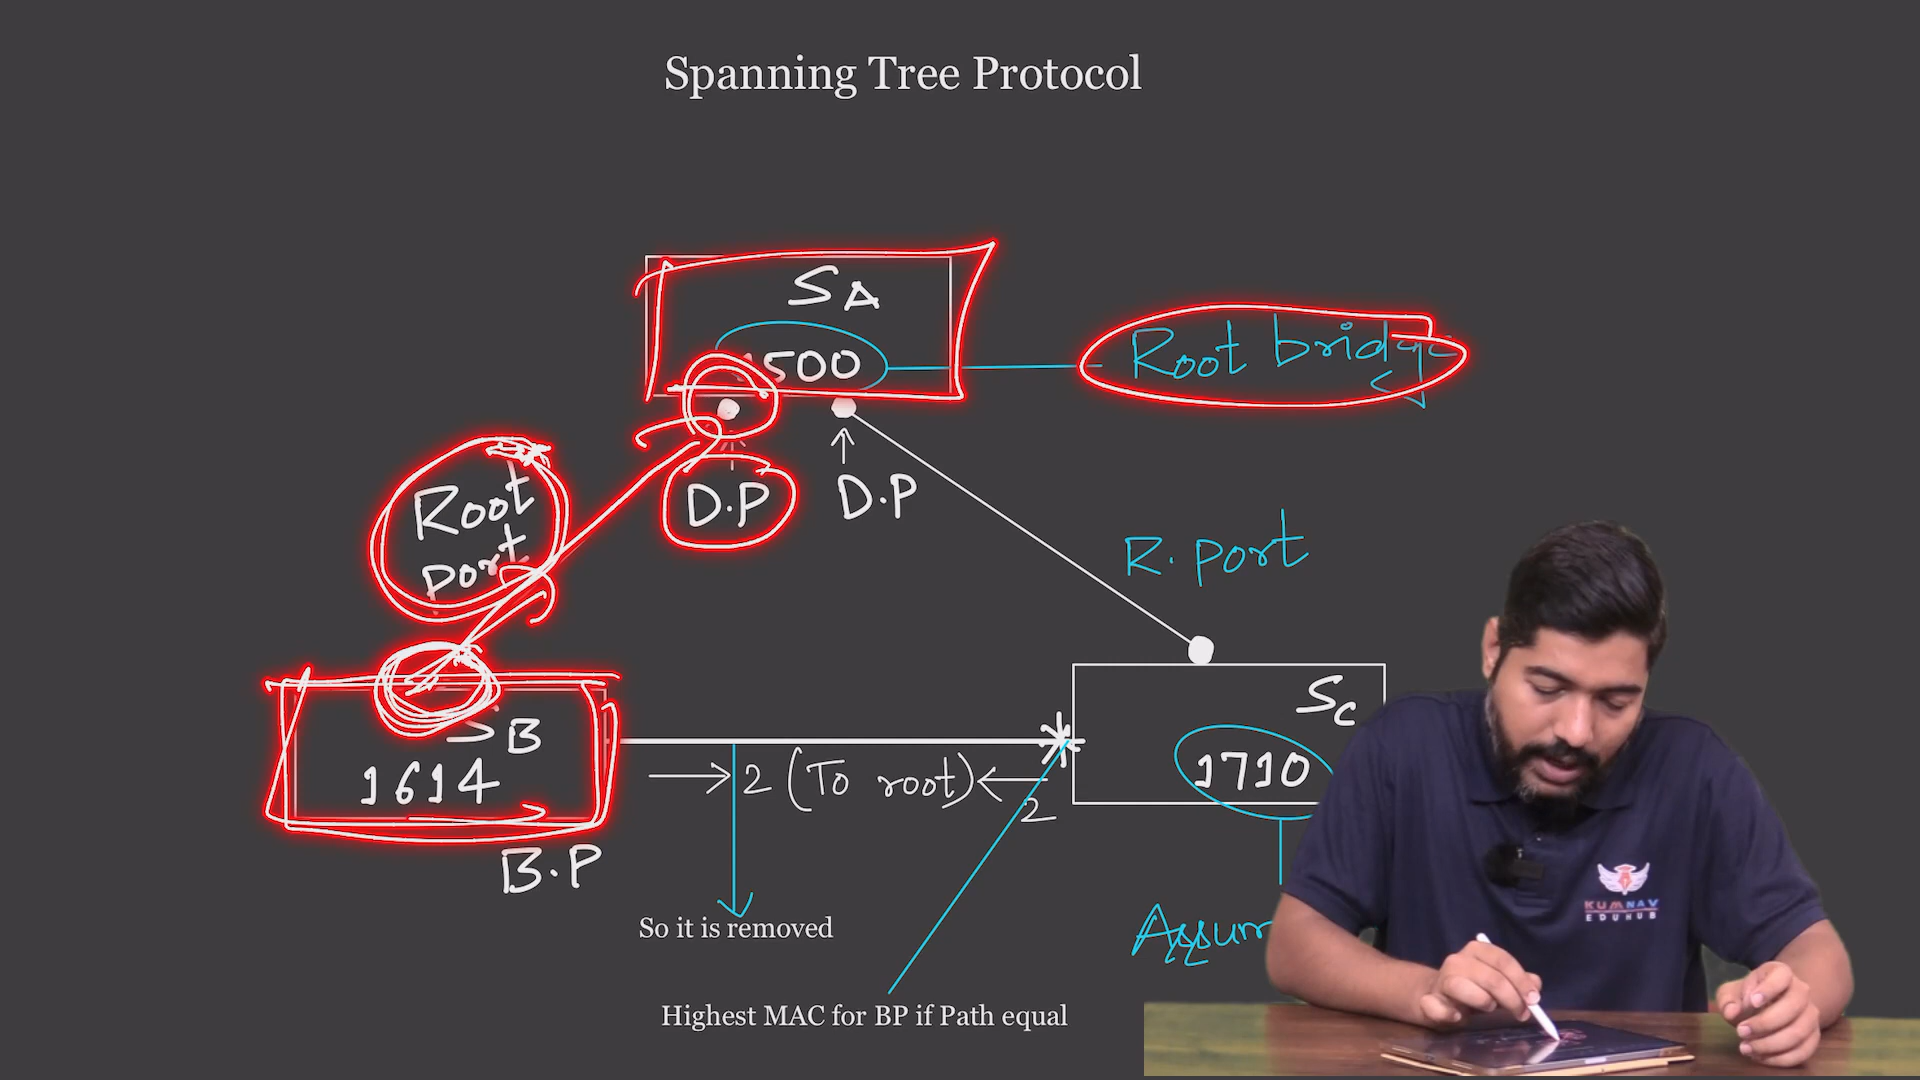 Spanning Tree Protocol
SA
1500
Root bridge
D.P
D.P
Root
port
R. port
SB
1614
SC
1710
2 (To root)
2
B.P
So it is removed
Highest MAC for BP if Path equal
KUMNAV
EDUHUB